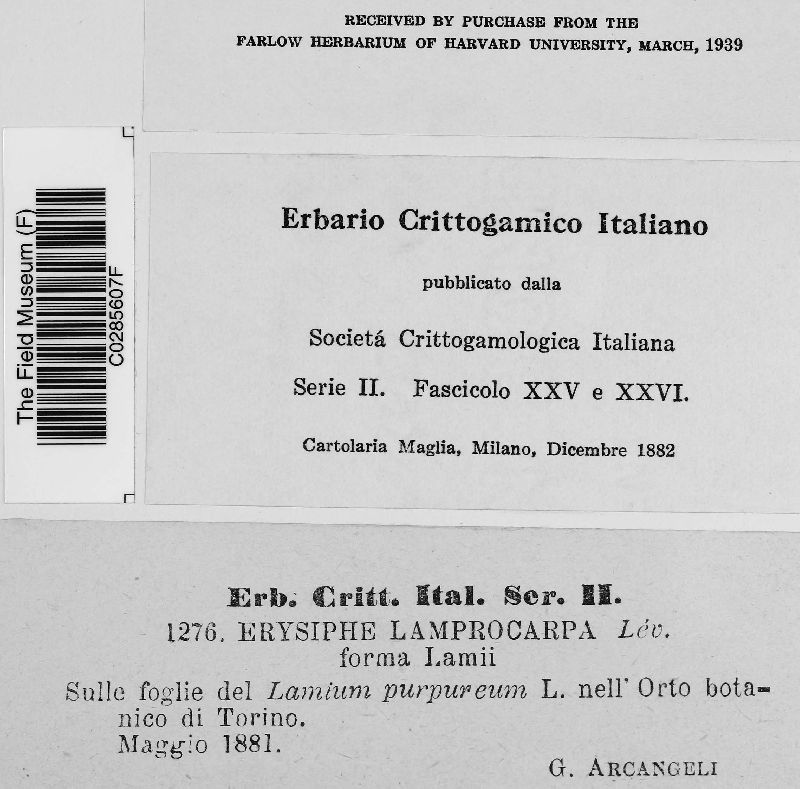 RECEIVED BY PURCHASE FROM THE
FARLOW HERBARIUM OF HARVARD UNIVERSITY, MARCH, 1939
The Field Museum (F)
C0285607F
Erbario Crittogamico Italiano
pubblicato dalla
Societá Crittogamologica Italiana
Serie II. Fascicolo XXV e XXVI.
Cartolaria Maglia, Milano, Dicembre 1882
Erb. Critt. Ital. Ser. II.
1276. ERYSIPHE LAMPROCARPA Lév.
forma Lamii
Sulle foglie del Lamium purpureum L. nell' Orto bota-
nico di Torino.
Maggio 1881.
G. ARCANGELI